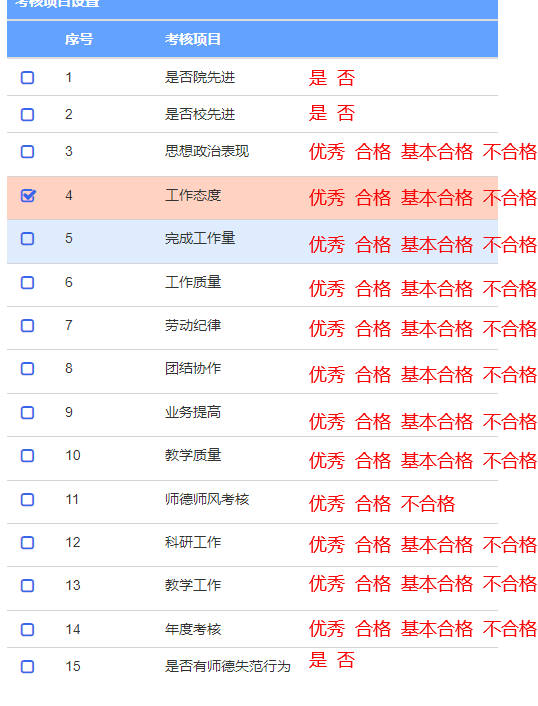 考核项目设置
序号 考核项目
1 是否院先进 是 否
2 是否校先进 是 否
3 思想政治表现 优秀 合格 基本合格 不合格
4 工作态度 优秀 合格 基本合格 不合格
5 完成工作量 优秀 合格 基本合格 不合格
6 工作质量 优秀 合格 基本合格 不合格
7 劳动纪律 优秀 合格 基本合格 不合格
8 团结协作 优秀 合格 基本合格 不合格
9 业务提高 优秀 合格 基本合格 不合格
10 教学质量 优秀 合格 基本合格 不合格
11 师德师风考核 优秀 合格 不合格
12 科研工作 优秀 合格 基本合格 不合格
13 教学工作 优秀 合格 基本合格 不合格
14 年度考核 优秀 合格 基本合格 不合格
15 是否有师德失范行为 是 否